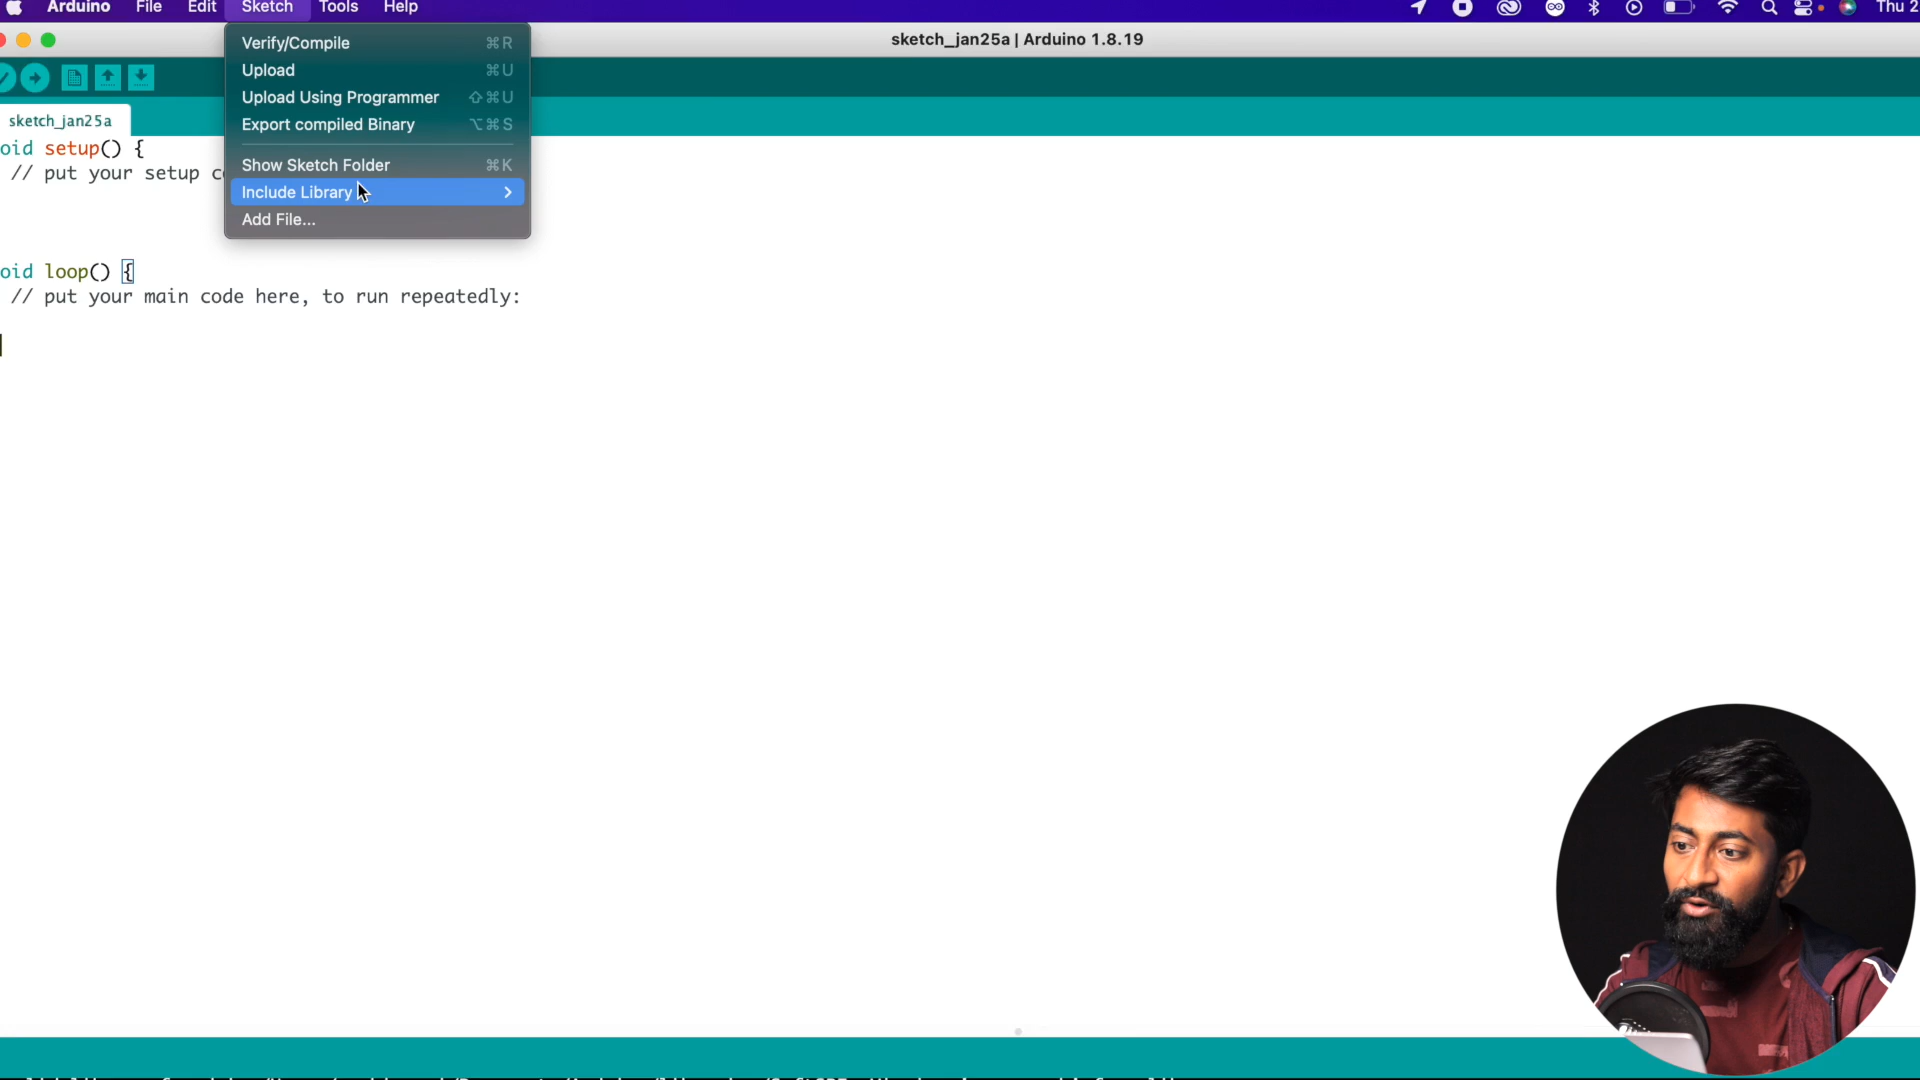 Arduino File Edit Sketch Tools Help Thu 2
sketch_jan25a | Arduino 1.8.19
Verify/Compile ⌘R
Upload ⌘U
Upload Using Programmer ⇧⌘U
Export compiled Binary ⌥⌘S
Show Sketch Folder ⌘K
Include Library
Add File...
sketch_jan25a
oid setup() {
// put your setup c
oid loop() {
// put your main code here, to run repeatedly: